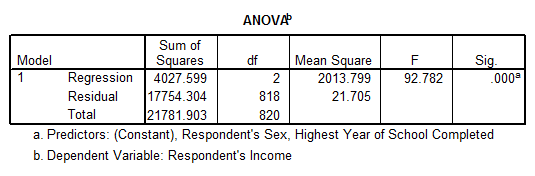 ANOVAb
Model Sum of Squares df Mean Square F Sig.
1 Regression 4027.599 2 2013.799 92.782 .000a
Residual 17754.304 818 21.705
Total 21781.903 820
a. Predictors: (Constant), Respondent's Sex, Highest Year of School Completed
b. Dependent Variable: Respondent's Income